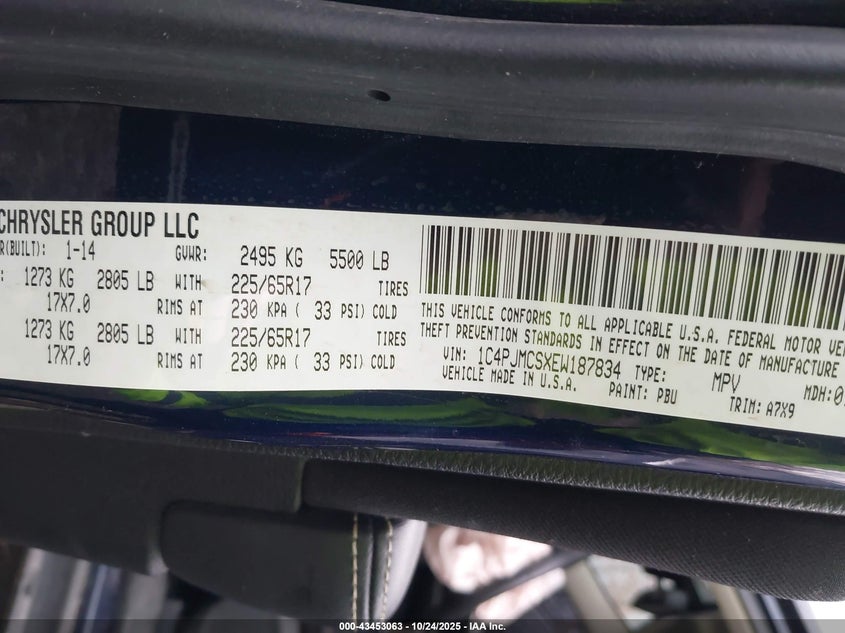 CHRYSLER GROUP LLC
R(BUILT): 1-14 GVWR: 2495 KG 5500 LB
: 1273 KG 2805 LB WITH 225/65R17 TIRES
17X7.0 RIMS AT 230 KPA ( 33 PSI) COLD
1273 KG 2805 LB WITH 225/65R17 TIRES
17X7.0 RIMS AT 230 KPA ( 33 PSI) COLD
THIS VEHICLE CONFORMS TO ALL APPLICABLE U.S.A. FEDERAL MOTOR VE
THEFT PREVENTION STANDARDS IN EFFECT ON THE DATE OF MANUFACTURE
VIN: 1C4PJMCSXEW187834 TYPE: MPV MDH:0
VEHICLE MADE IN U.S.A. PAINT: PBU TRIM: A7X9
000-43453063 - 10/24/2025 - IAA Inc.